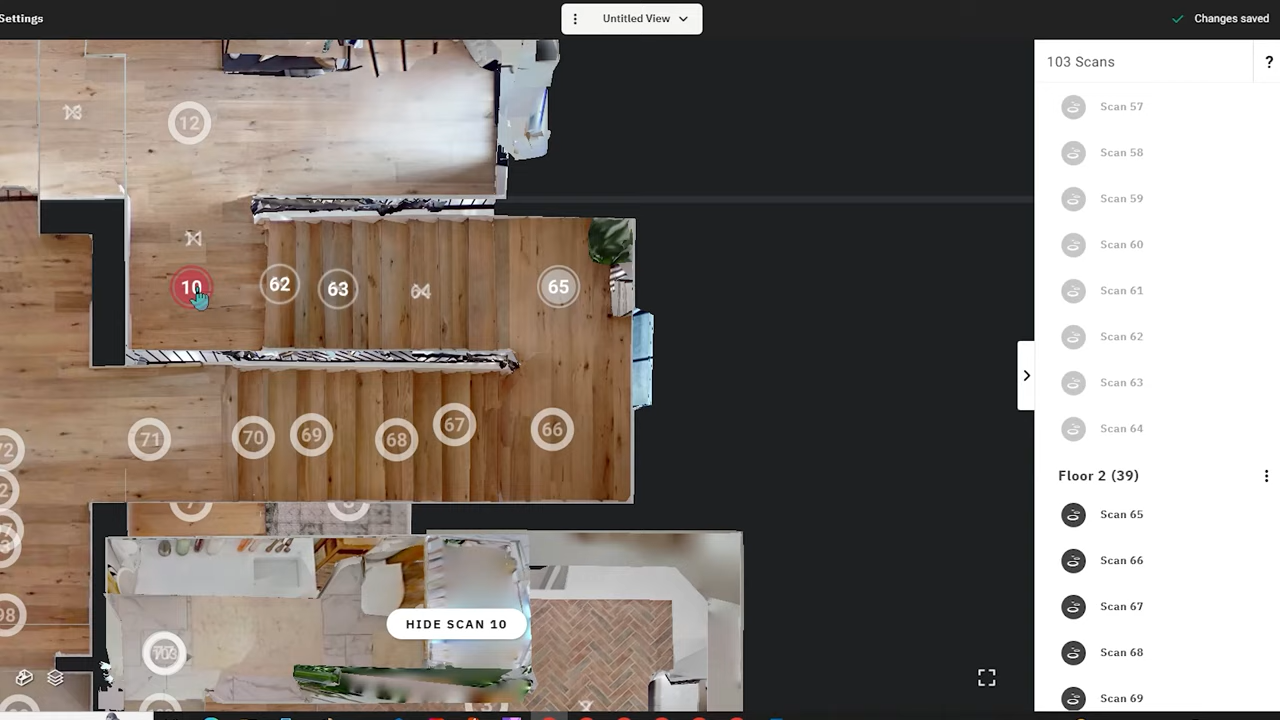 Settings
Untitled View
Changes saved
103 Scans
?
Scan 57
Scan 58
Scan 59
Scan 60
Scan 61
Scan 62
Scan 63
Scan 64
Floor 2 (39)
Scan 65
Scan 66
Scan 67
Scan 68
Scan 69
12
10
62
63
64
65
71
70
69
68
67
66
HIDE SCAN 10